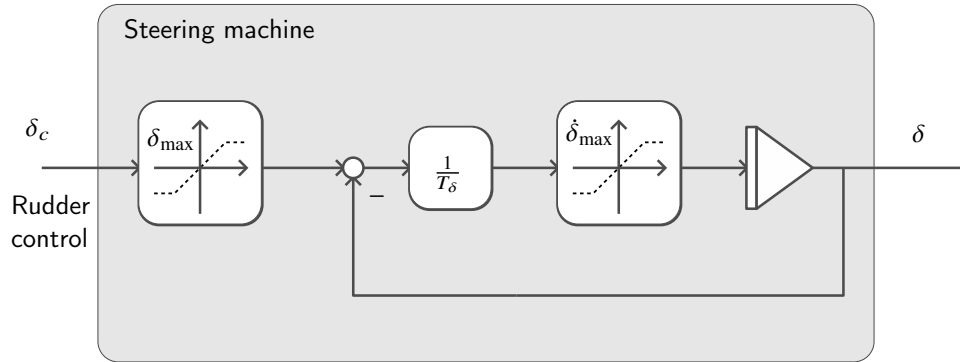 Steering machine
δ_c
δ_max
1/T_δ
δ̇_max
δ
−
Rudder
control